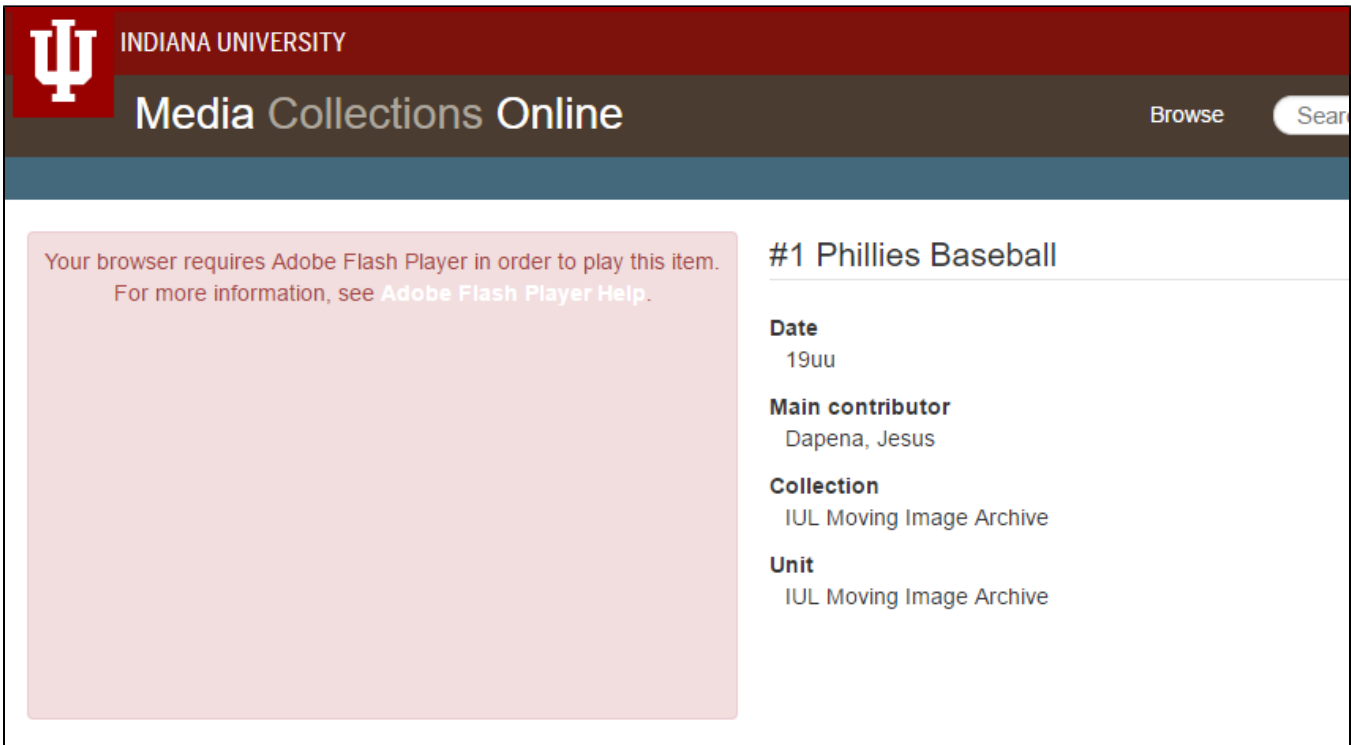 INDIANA UNIVERSITY
Media Collections Online
Browse
Your browser requires Adobe Flash Player in order to play this item.
For more information, see Adobe Flash Player Help.
#1 Phillies Baseball
Date
19uu
Main contributor
Dapena, Jesus
Collection
IUL Moving Image Archive
Unit
IUL Moving Image Archive